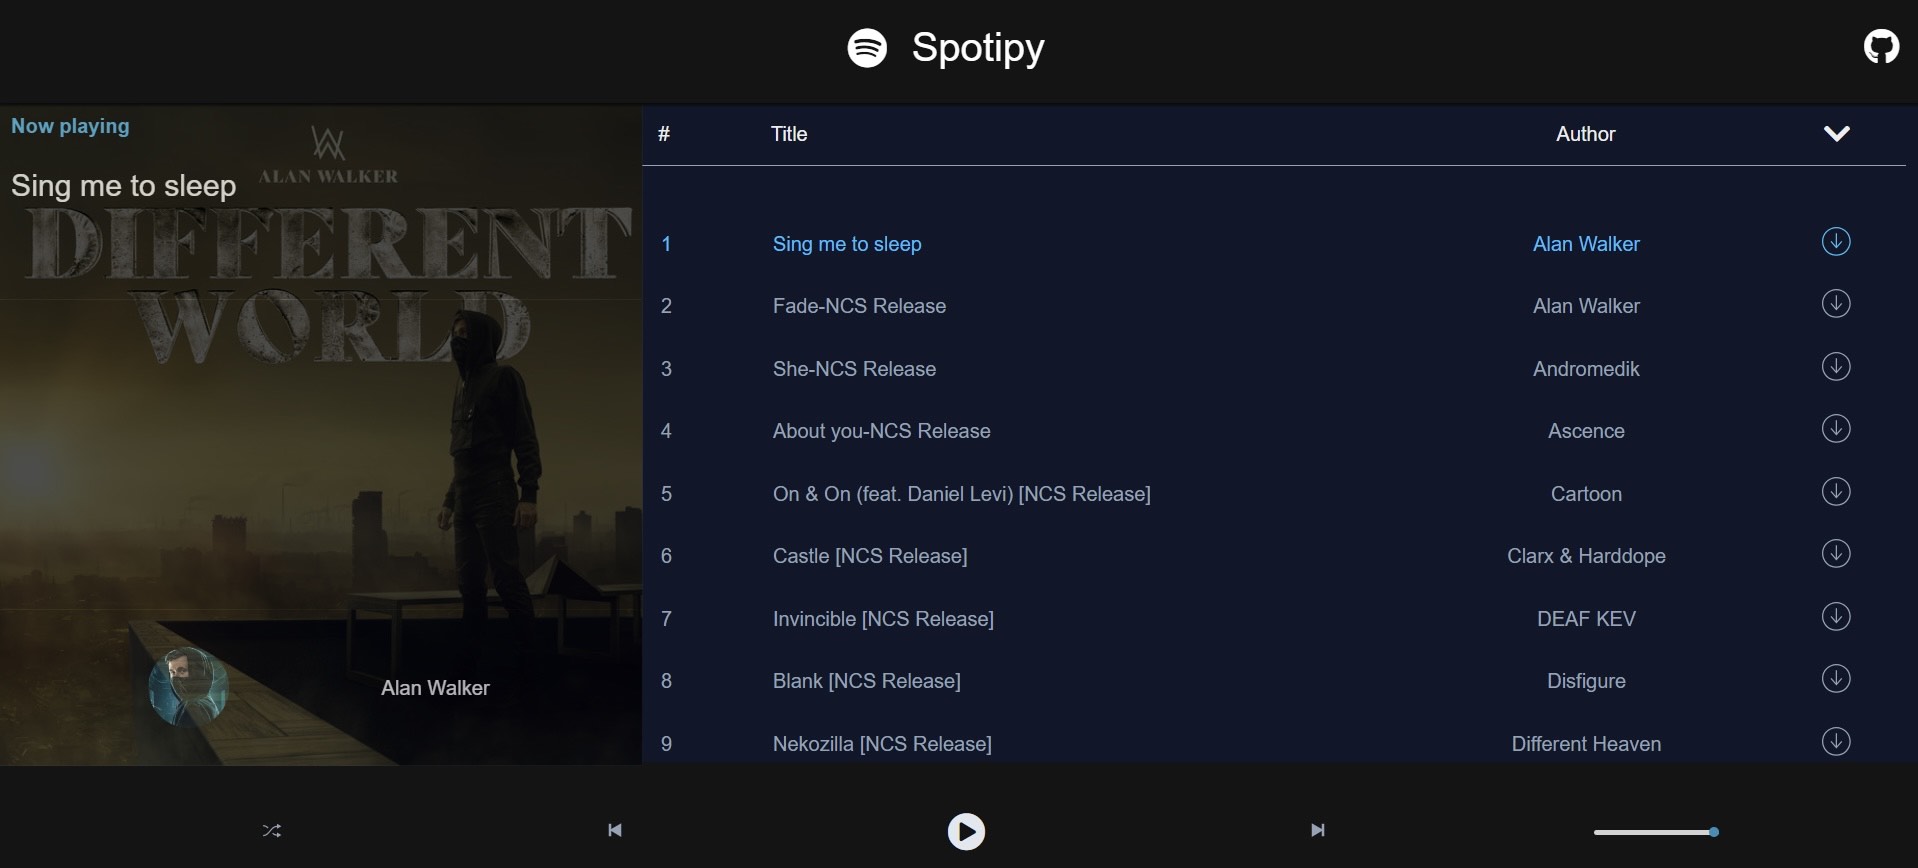 Spotipy
Now playing
Sing me to sleep
ALAN WALKER
DIFFERENT
WORLD
Alan Walker
# Title Author
1 Sing me to sleep Alan Walker
2 Fade-NCS Release Alan Walker
3 She-NCS Release Andromedik
4 About you-NCS Release Ascence
5 On & On (feat. Daniel Levi) [NCS Release] Cartoon
6 Castle [NCS Release] Clarx & Harddope
7 Invincible [NCS Release] DEAF KEV
8 Blank [NCS Release] Disfigure
9 Nekozilla [NCS Release] Different Heaven